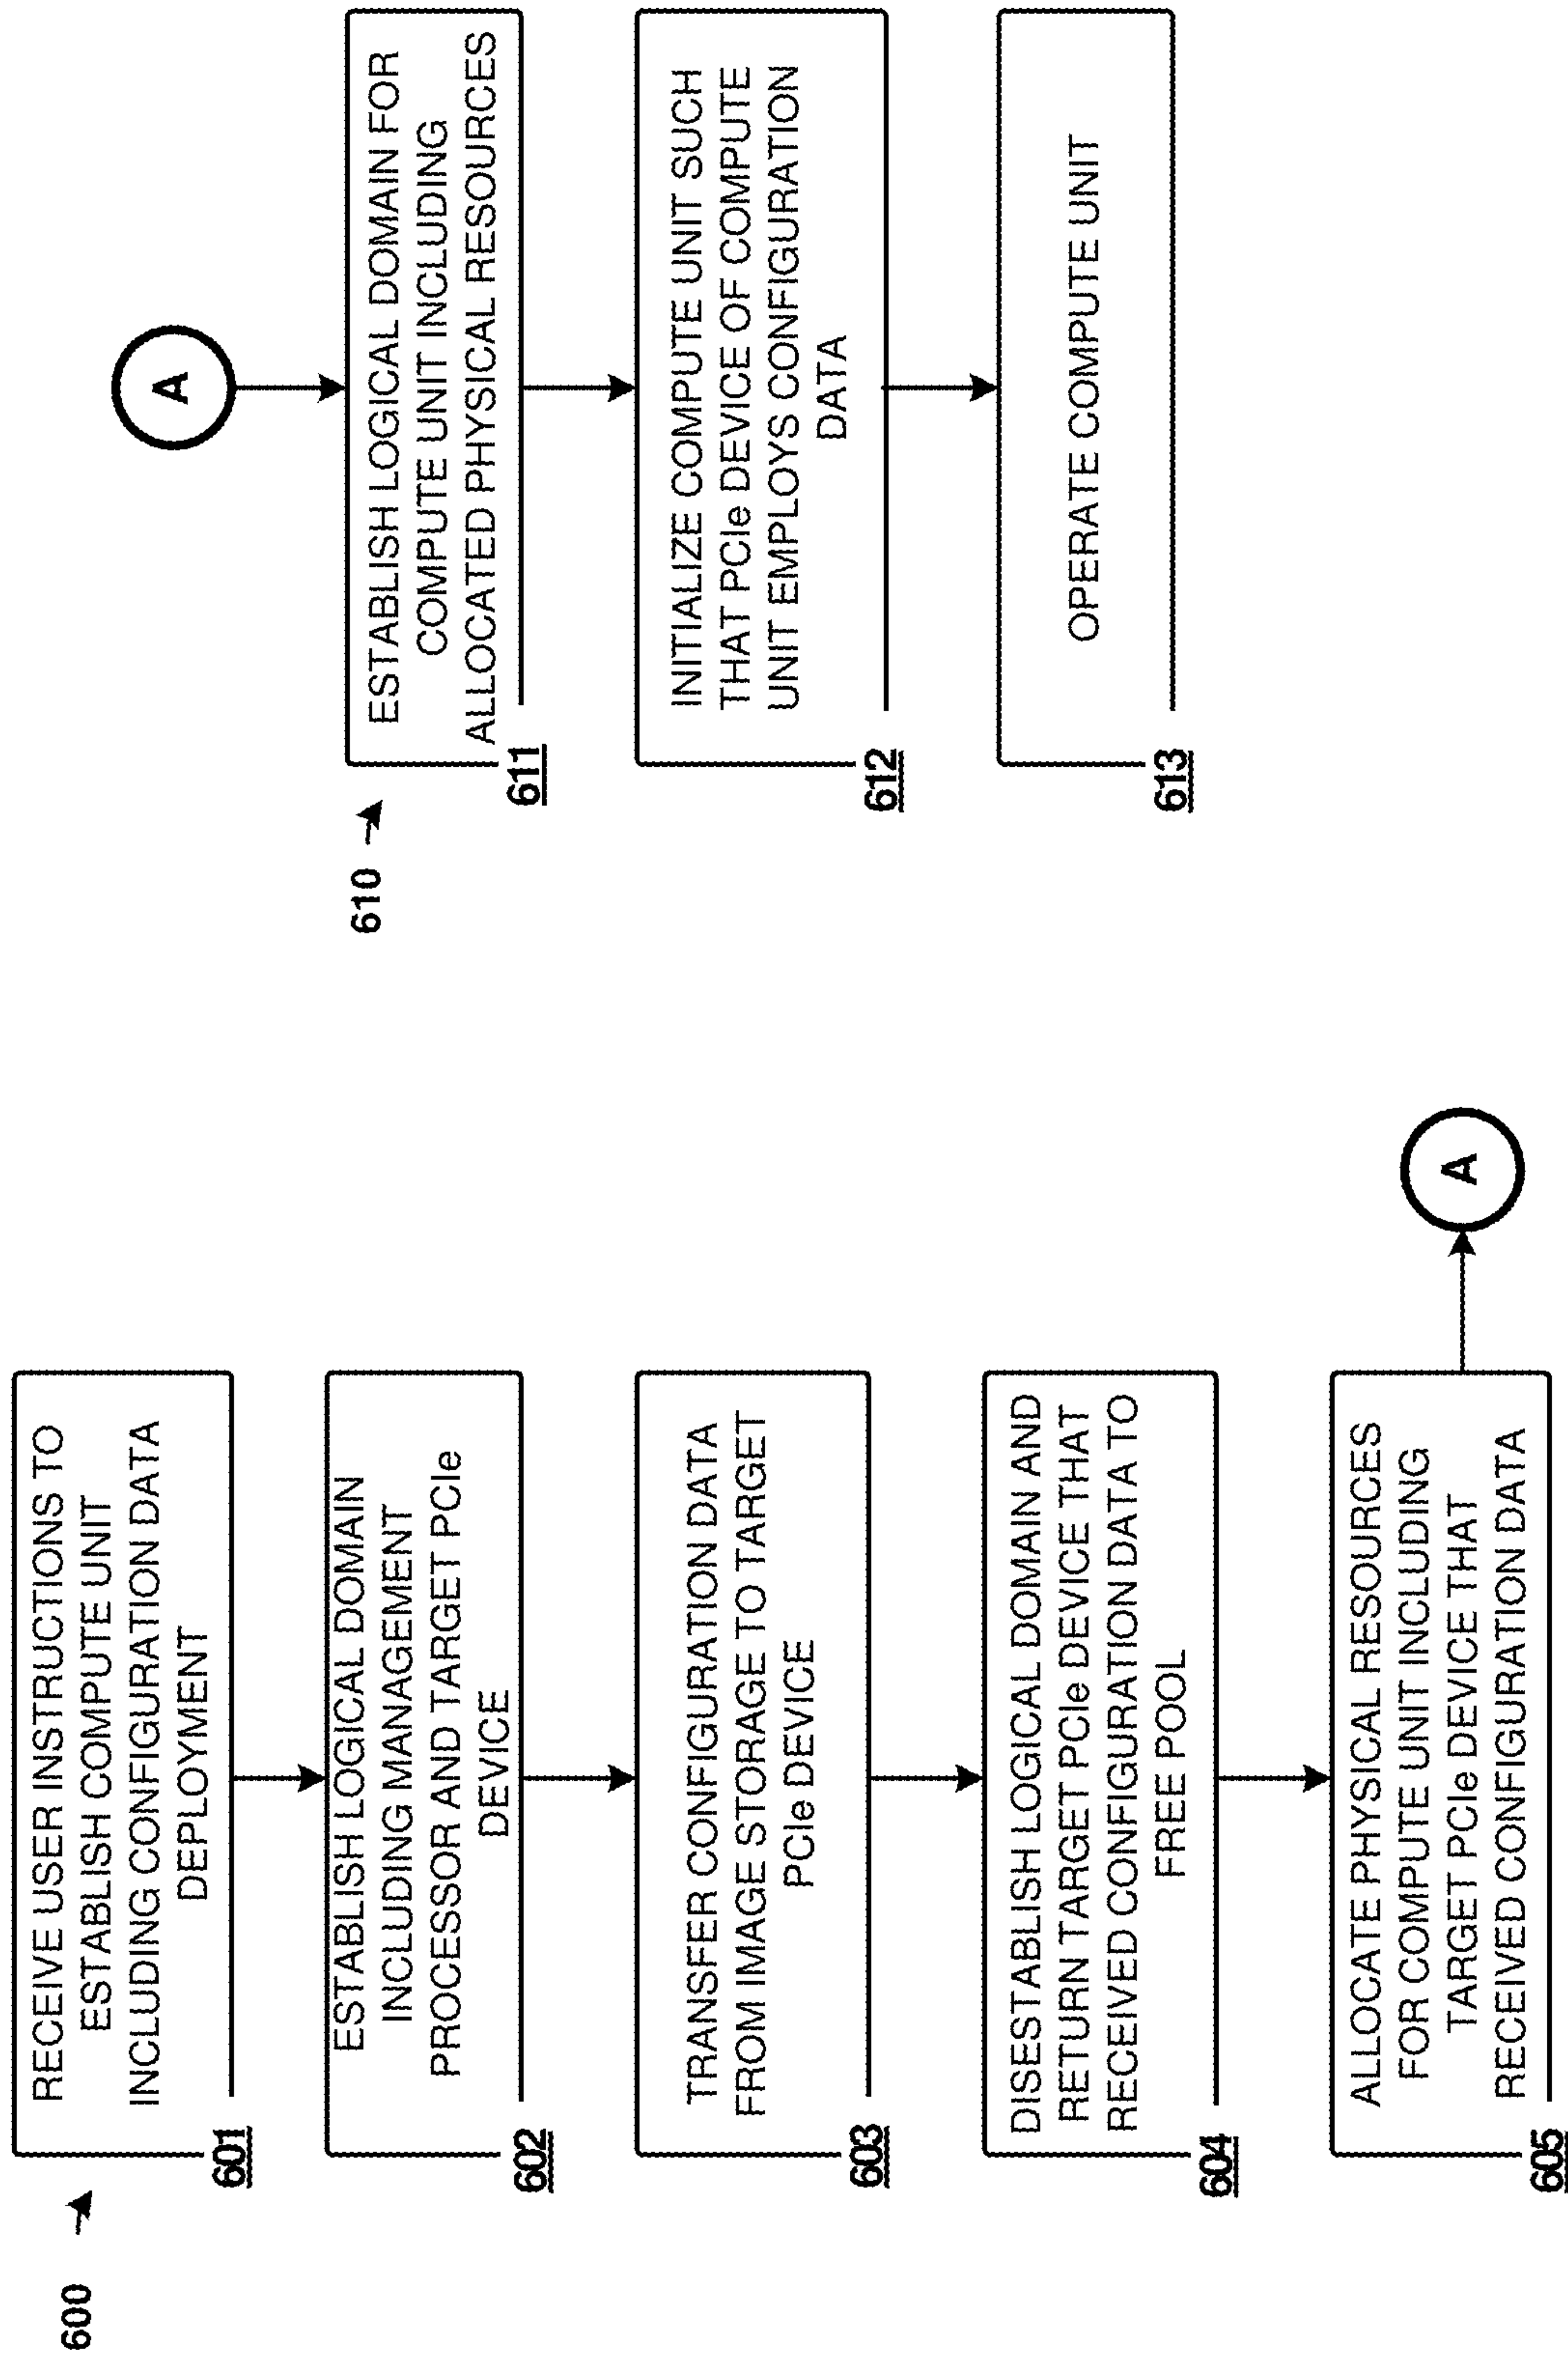 600
RECEIVE USER INSTRUCTIONS TO
ESTABLISH COMPUTE UNIT
INCLUDING CONFIGURATION DATA
DEPLOYMENT
601
ESTABLISH LOGICAL DOMAIN
INCLUDING MANAGEMENT
PROCESSOR AND TARGET PCIe
DEVICE
602
TRANSFER CONFIGURATION DATA
FROM IMAGE STORAGE TO TARGET
PCIe DEVICE
603
DISESTABLISH LOGICAL DOMAIN AND
RETURN TARGET PCIe DEVICE THAT
RECEIVED CONFIGURATION DATA TO
FREE POOL
604
ALLOCATE PHYSICAL RESOURCES
FOR COMPUTE UNIT INCLUDING
TARGET PCIe DEVICE THAT
RECEIVED CONFIGURATION DATA
605
A
A
610
ESTABLISH LOGICAL DOMAIN FOR
COMPUTE UNIT INCLUDING
ALLOCATED PHYSICAL RESOURCES
611
INITIALIZE COMPUTE UNIT SUCH
THAT PCIe DEVICE OF COMPUTE
UNIT EMPLOYS CONFIGURATION
DATA
612
OPERATE COMPUTE UNIT
613